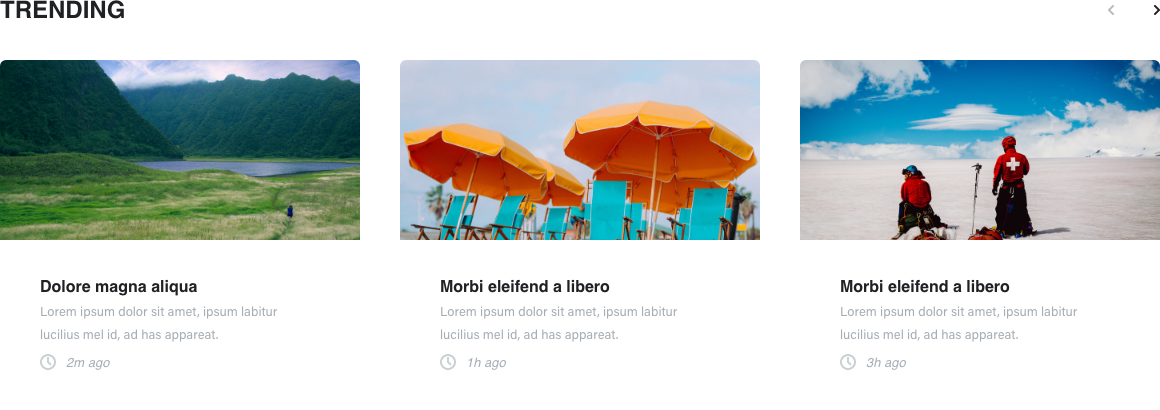 TRENDING
Dolore magna aliqua
Lorem ipsum dolor sit amet, ipsum labitur
lucilius mel id, ad has appareat.
2m ago
Morbi eleifend a libero
Lorem ipsum dolor sit amet, ipsum labitur
lucilius mel id, ad has appareat.
1h ago
Morbi eleifend a libero
Lorem ipsum dolor sit amet, ipsum labitur
lucilius mel id, ad has appareat.
3h ago